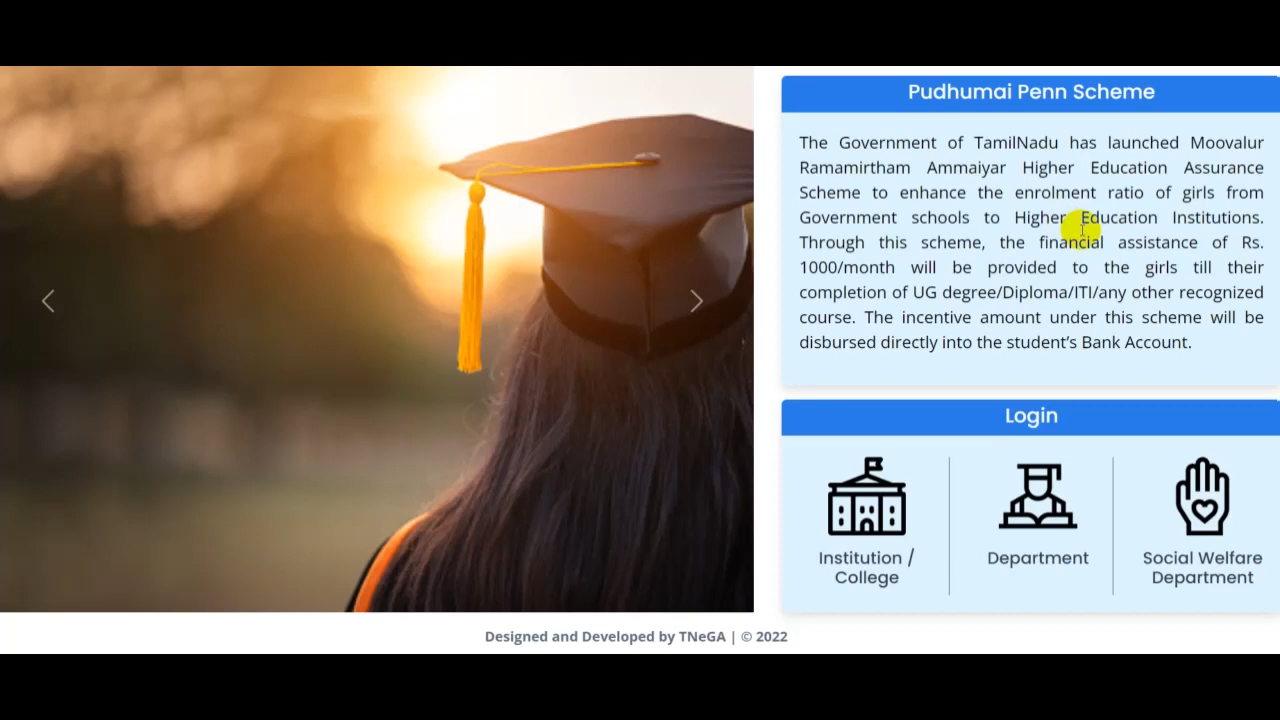 Pudhumai Penn Scheme
The Government of TamilNadu has launched Moovalur
Ramamirtham Ammaiyar Higher Education Assurance
Scheme to enhance the enrolment ratio of girls from
Government schools to Higher Education Institutions.
Through this scheme, the financial assistance of Rs.
1000/month will be provided to the girls till their
completion of UG degree/Diploma/ITI/any other recognized
course. The incentive amount under this scheme will be
disbursed directly into the student’s Bank Account.
Login
Institution /
College
Department
Social Welfare
Department
Designed and Developed by TNeGA | © 2022